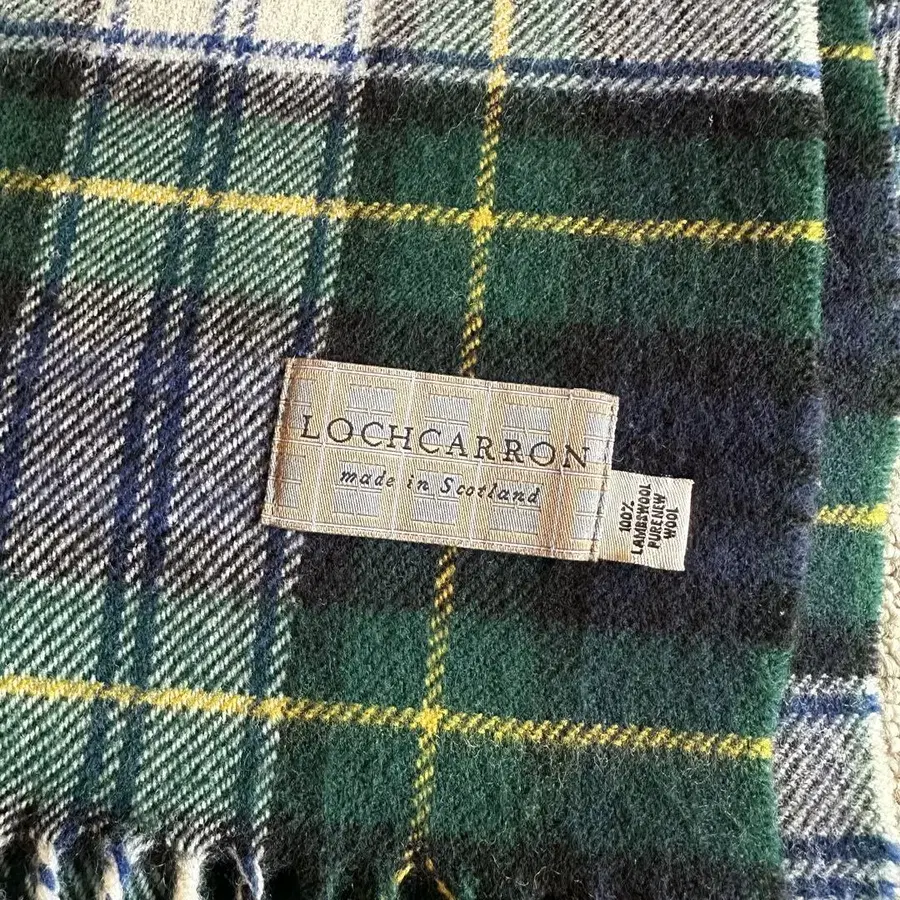 LOCHCARRON
made in Scotland
100%
LAMBSWOOL
PURE NEW
WOOL